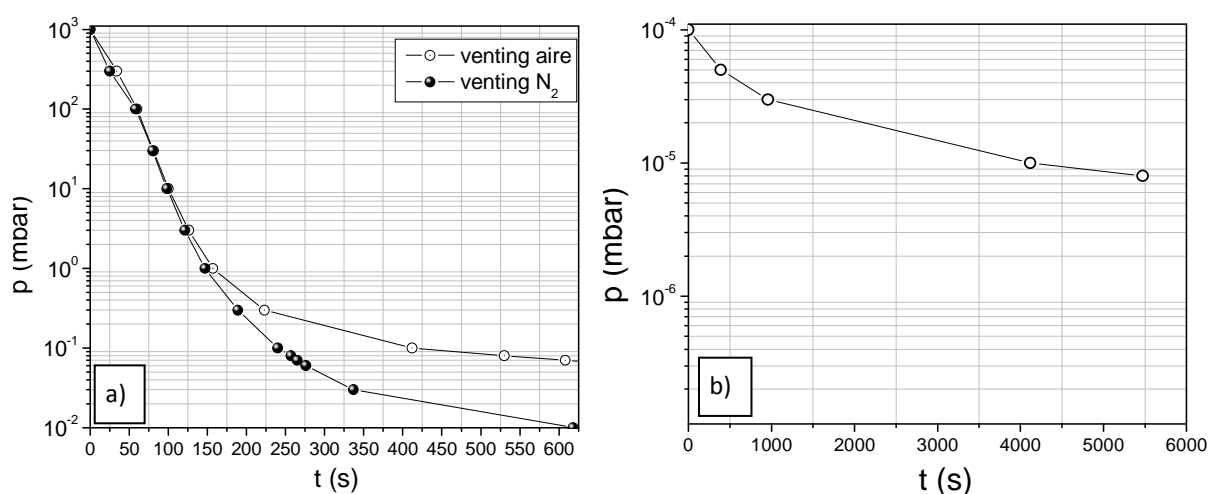 10³
10²
10¹
10⁰
10⁻¹
10⁻²
p (mbar)
venting aire
venting N₂
a)
0 50 100 150 200 250 300 350 400 450 500 550 600
t (s)
10⁻⁴
10⁻⁵
10⁻⁶
p (mbar)
b)
0 1000 2000 3000 4000 5000 6000
t (s)